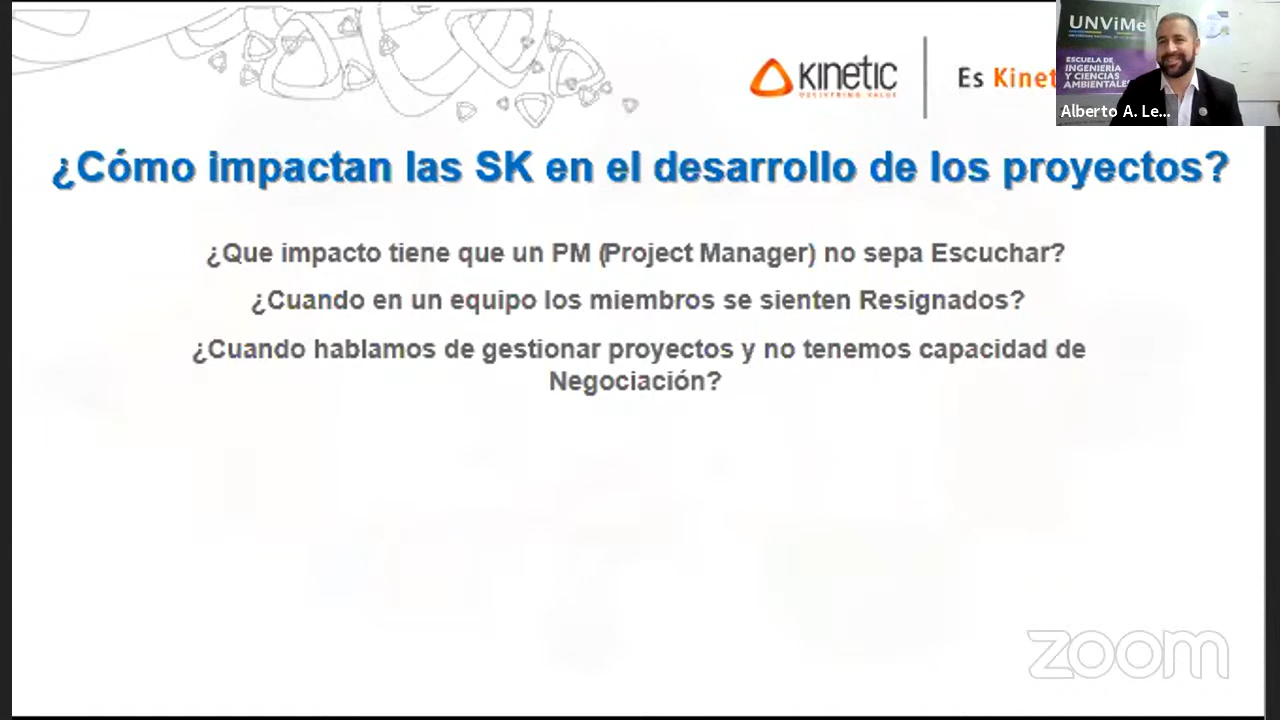 KINETIC
DELIVERING VALUE
Es Kinet
UNViMe
ESCUELA DE
INGENIERÍA
Y CIENCIAS
AMBIENTALES
Alberto A. Le...
¿Cómo impactan las SK en el desarrollo de los proyectos?
¿Que impacto tiene que un PM (Project Manager) no sepa Escuchar?
¿Cuando en un equipo los miembros se sienten Resignados?
¿Cuando hablamos de gestionar proyectos y no tenemos capacidad de
Negociación?
zoom